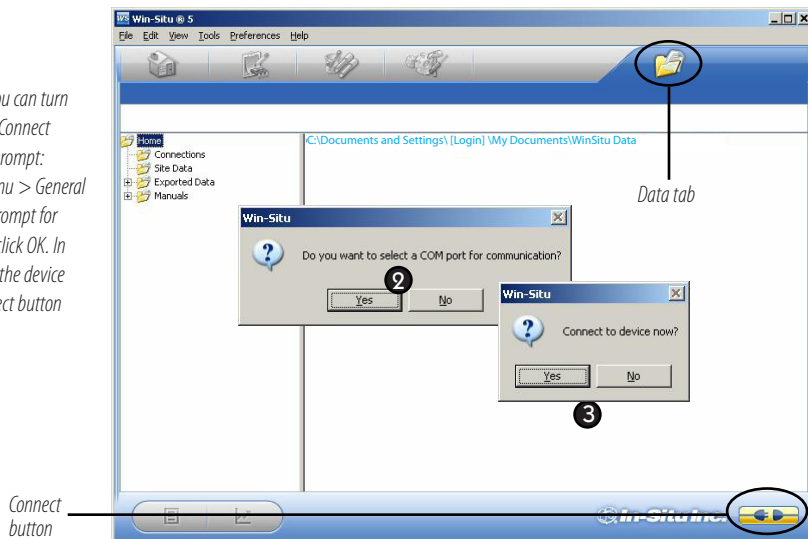 Win-Situ ® 5
File Edit View Tools Preferences Help
ou can turn
Connect
rompt:
nu > General
rompt for
click OK. In
the device
ect button
Home
Connections
Site Data
Exported Data
Manuals
C:\Documents and Settings\ [Login] \My Documents\WinSitu Data
Data tab
Win-Situ
Do you want to select a COM port for communication?
2
Yes No
Win-Situ
Connect to device now?
Yes No
3
Connect
button
In-Situ Inc.